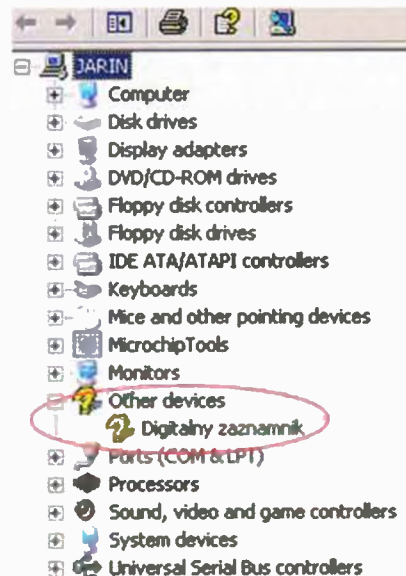 JARIN
Computer
Disk drives
Display adapters
DVD/CD-ROM drives
Floppy disk controllers
Floppy disk drives
IDE ATA/ATAPI controllers
Keyboards
Mice and other pointing devices
MicrochipTools
Monitors
Other devices
Digitalny zaznamnik
Ports (COM & LPT)
Processors
Sound, video and game controllers
System devices
Universal Serial Bus controllers